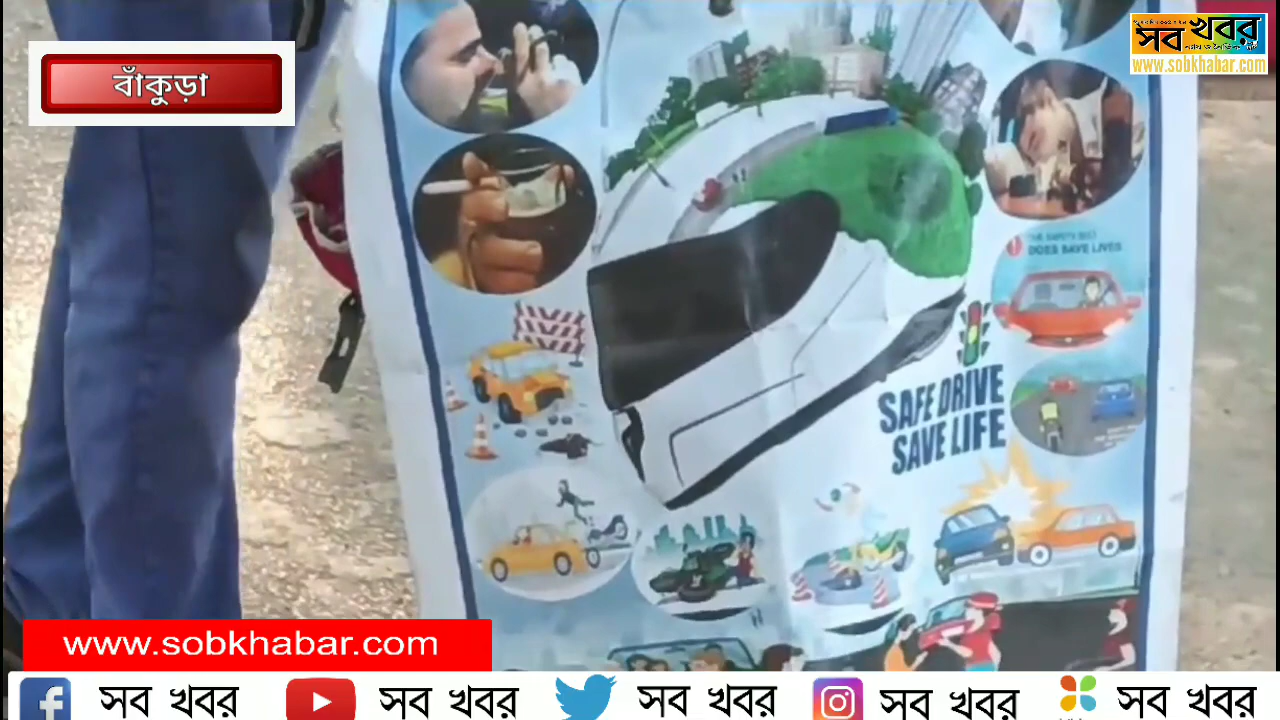 বাঁকুড়া
সব খবর
www.sobkhabar.com
THE SAFETY BELT
DOES SAVE LIVES
SAFE DRIVE
SAVE LIFE
www.sobkhabar.com
সব খবর সব খবর সব খবর সব খবর সব খবর